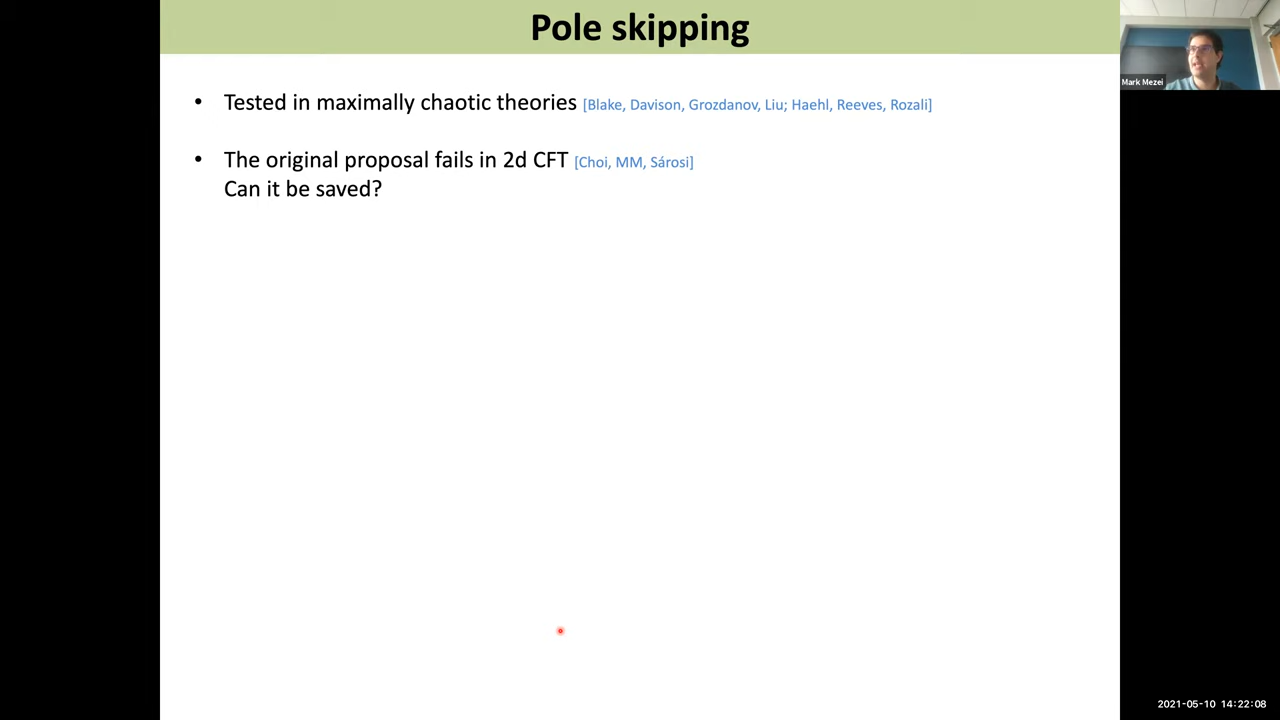 Pole skipping
Mark Mezei
• Tested in maximally chaotic theories [Blake, Davison, Grozdanov, Liu; Haehl, Reeves, Rozali]
• The original proposal fails in 2d CFT [Choi, MM, Sárosi]
Can it be saved?
2021-05-10 14:22:08